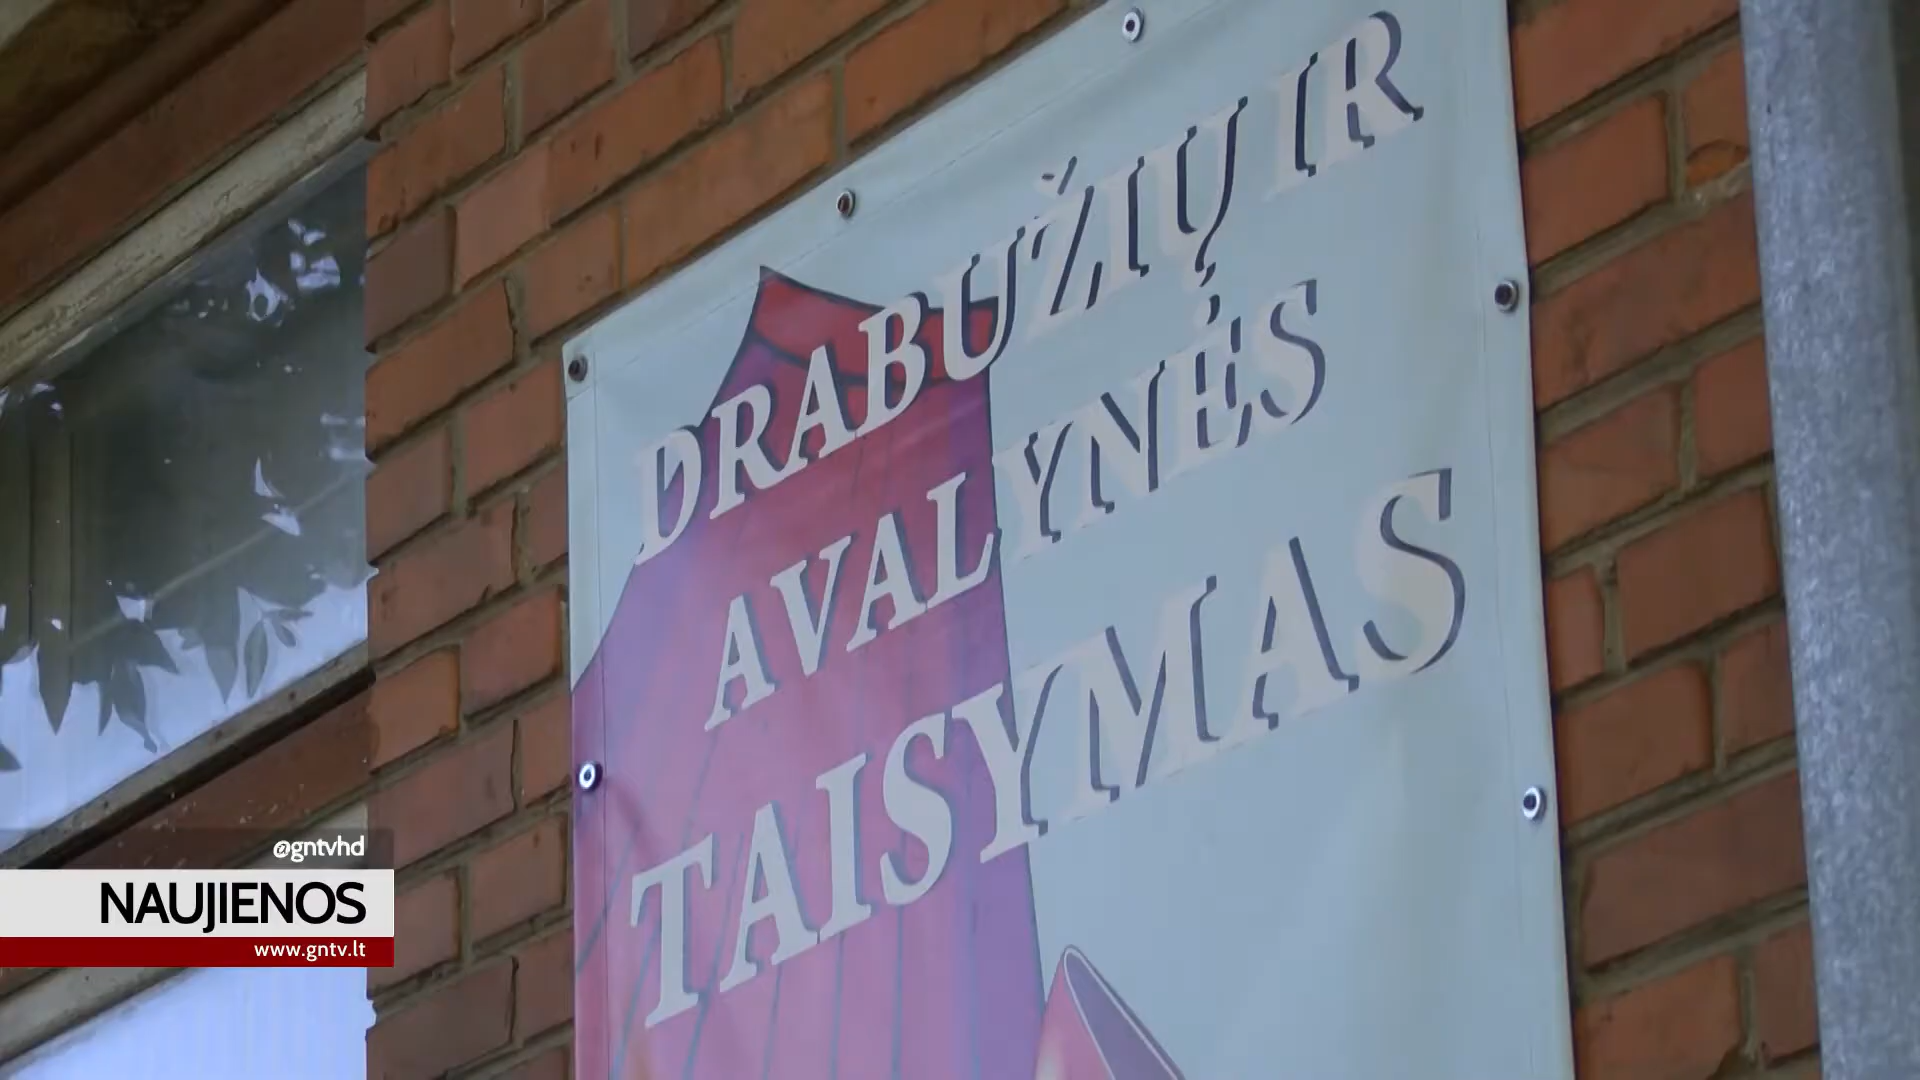 DRABUŽIŲ IR
AVALYNĖS
TAISYMAS
@gntvhd
NAUJIENOS
www.gntv.lt